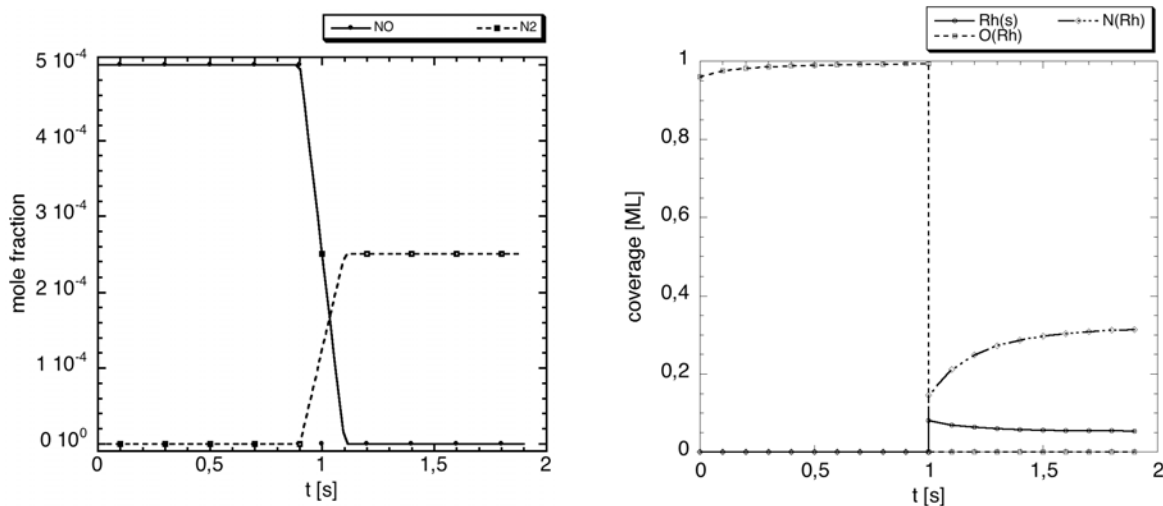 NO N2
5 10-4
4 10-4
3 10-4
2 10-4
1 10-4
0 100
mole fraction
0 0,5 1 1,5 2
t [s]
Rh(s) N(Rh)
O(Rh)
1
0,8
0,6
0,4
0,2
0
coverage [ML]
0 0,5 1 1,5 2
t [s]